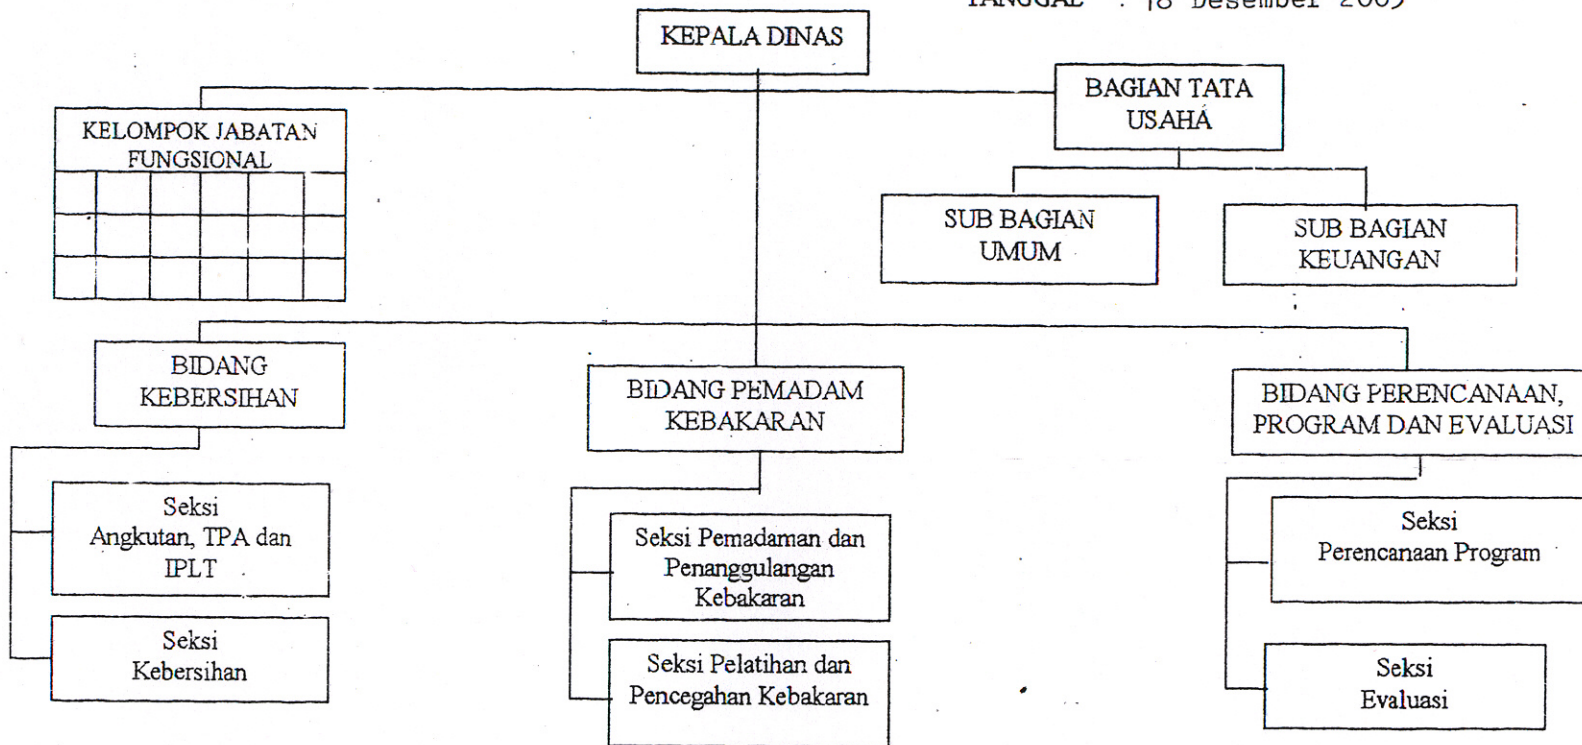 TANGGAL : 18 Desember 2003
KEPALA DINAS
BAGIAN TATA
USAHA
KELOMPOK JABATAN
FUNGSIONAL
SUB BAGIAN
UMUM
SUB BAGIAN
KEUANGAN
BIDANG
KEBERSIHAN
BIDANG PEMADAM
KEBAKARAN
BIDANG PERENCANAAN,
PROGRAM DAN EVALUASI
Seksi
Angkutan, TPA dan
IPLT
Seksi
Kebersihan
Seksi Pemadaman dan
Penanggulangan
Kebakaran
Seksi Pelatihan dan
Pencegahan Kebakaran
Seksi
Perencanaan Program
Seksi
Evaluasi